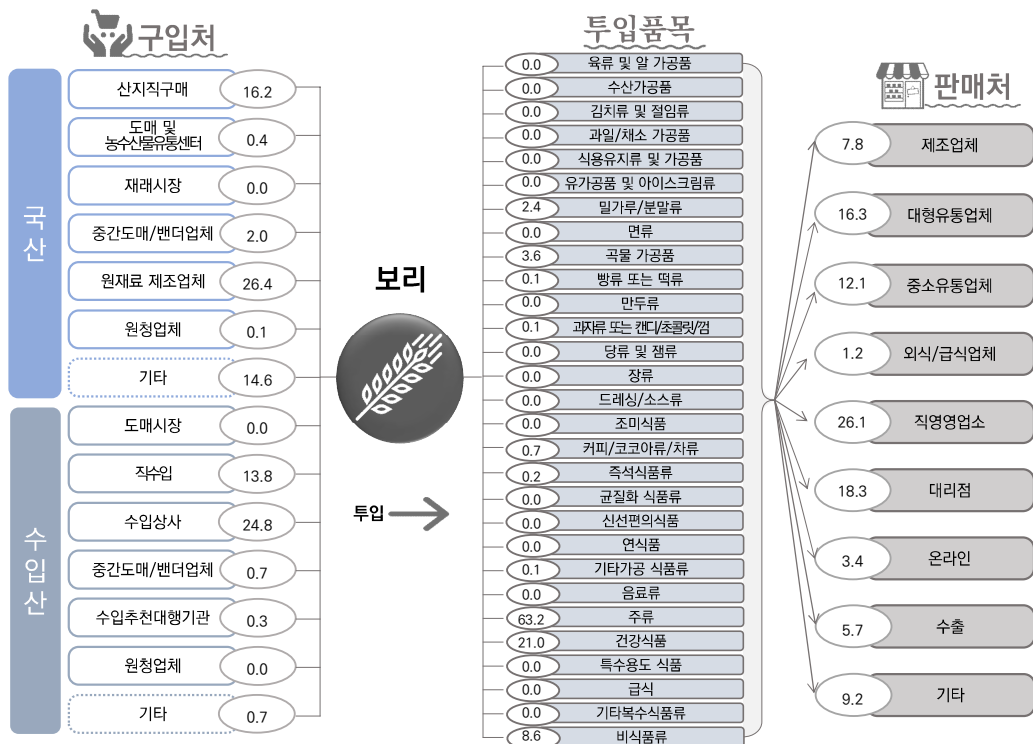 구입처
국산
산지직구매 16.2
도매 및
농수산물유통센터 0.4
재래시장 0.0
중간도매/밴더업체 2.0
원재료 제조업체 26.4
원청업체 0.1
기타 14.6
수입산
도매시장 0.0
직수입 13.8
수입상사 24.8
중간도매/밴더업체 0.7
수입추천대행기관 0.3
원청업체 0.0
기타 0.7
보리
투입
투입품목
0.0 육류 및 알 가공품
0.0 수산가공품
0.0 김치류 및 절임류
0.0 과일/채소 가공품
0.0 식용유지류 및 가공품
0.0 유가공품 및 아이스크림류
2.4 밀가루/분말류
0.0 면류
3.6 곡물 가공품
0.1 빵류 또는 떡류
0.0 만두류
0.1 과자류 또는 캔디/초콜릿/껌
0.0 당류 및 잼류
0.0 장류
0.0 드레싱/소스류
0.0 조미식품
0.7 커피/코코아류/차류
0.2 즉석식품류
0.0 균질화 식품류
0.0 신선편의식품
0.0 연식품
0.1 기타가공 식품류
0.0 음료류
63.2 주류
21.0 건강식품
0.0 특수용도 식품
0.0 급식
0.0 기타복수식품류
8.6 비식품류
판매처
7.8 제조업체
16.3 대형유통업체
12.1 중소유통업체
1.2 외식/급식업체
26.1 직영영업소
18.3 대리점
3.4 온라인
5.7 수출
9.2 기타